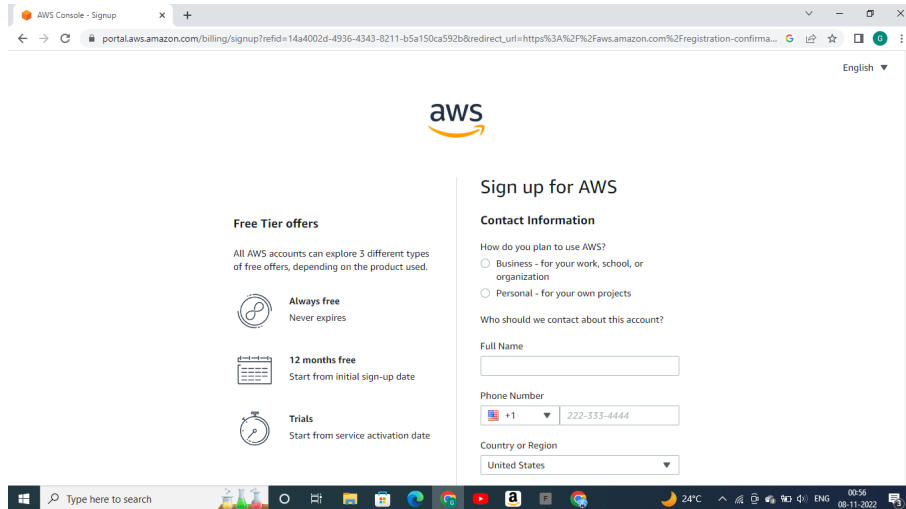 AWS Console - Signup
portal.aws.amazon.com/billing/signup?refid=14a4002d-4936-4343-8211-b5a150ca592b&redirect_url=https%3A%2F%2Faws.amazon.com%2Fregistration-confirma...
G
English
aws
Free Tier offers
All AWS accounts can explore 3 different types
of free offers, depending on the product used.
Always free
Never expires
12 months free
Start from initial sign-up date
Trials
Start from service activation date
Sign up for AWS
Contact Information
How do you plan to use AWS?
Business - for your work, school, or
organization
Personal - for your own projects
Who should we contact about this account?
Full Name
Phone Number
+1
222-333-4444
Country or Region
United States
Type here to search
a
F
24°C
ENG
00:56
08-11-2022
3